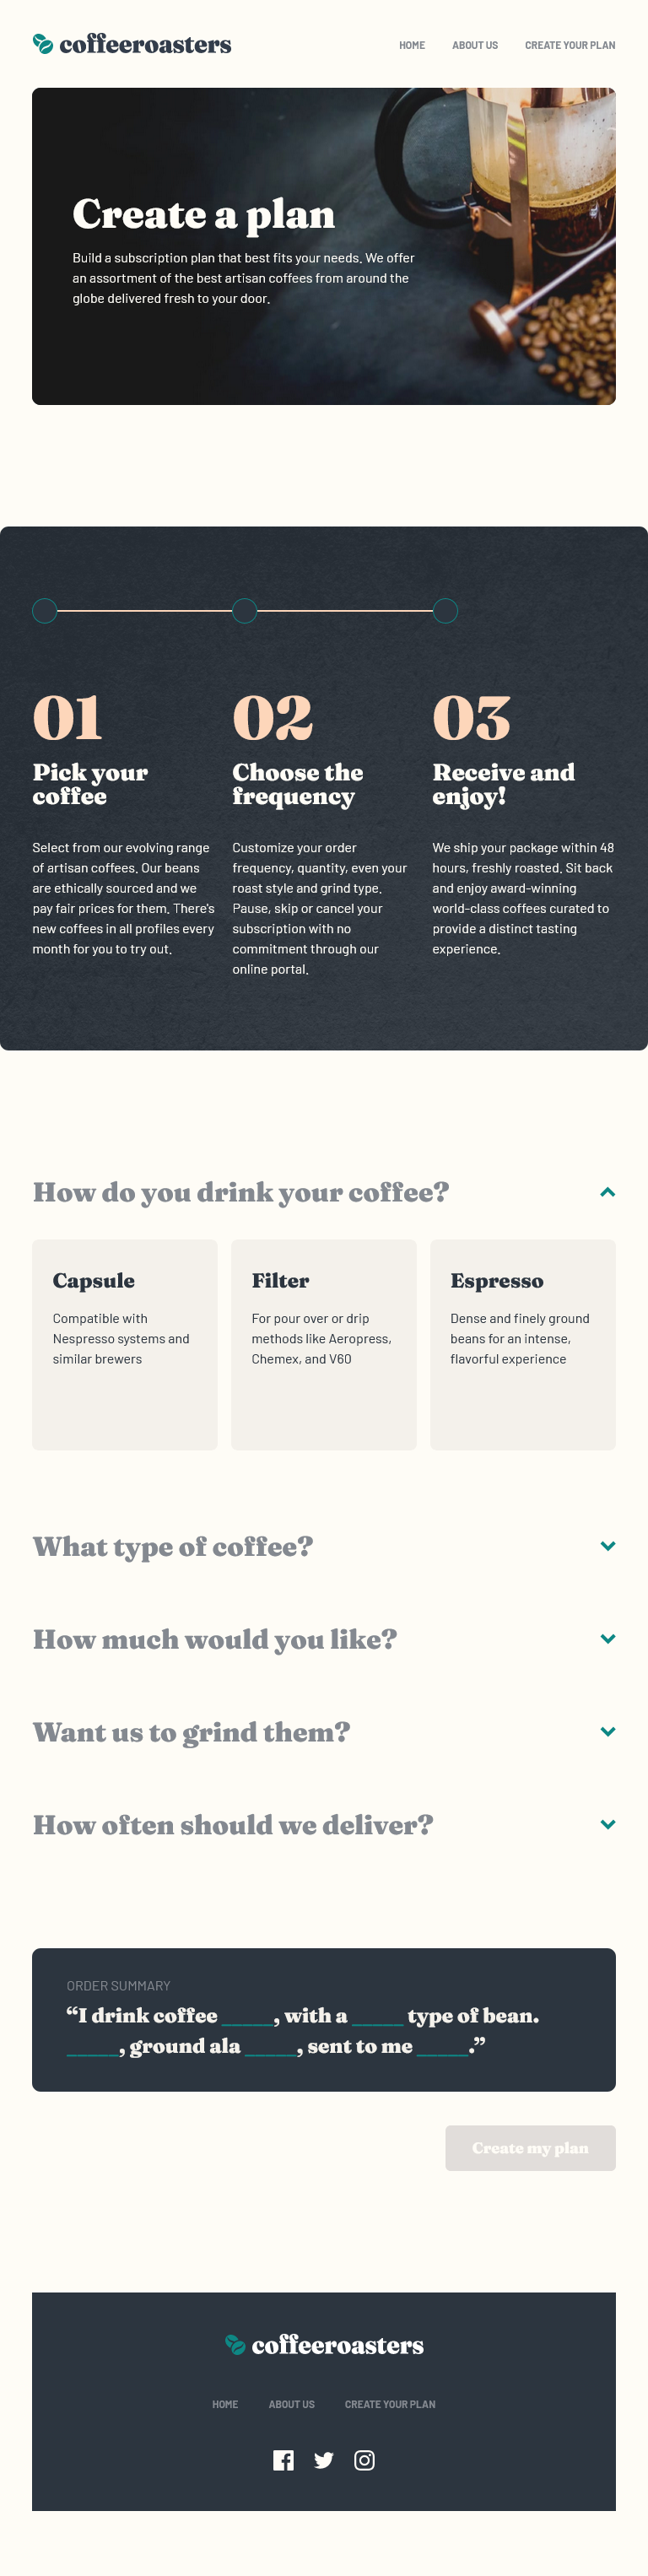 coffeeroasters
HOME ABOUT US CREATE YOUR PLAN
Create a plan
Build a subscription plan that best fits your needs. We offer
an assortment of the best artisan coffees from around the
globe delivered fresh to your door.
01
Pick your
coffee
Select from our evolving range
of artisan coffees. Our beans
are ethically sourced and we
pay fair prices for them. There's
new coffees in all profiles every
month for you to try out.
02
Choose the
frequency
Customize your order
frequency, quantity, even your
roast style and grind type.
Pause, skip or cancel your
subscription with no
commitment through our
online portal.
03
Receive and
enjoy!
We ship your package within 48
hours, freshly roasted. Sit back
and enjoy award-winning
world-class coffees curated to
provide a distinct tasting
experience.
How do you drink your coffee?
Capsule
Compatible with
Nespresso systems and
similar brewers
Filter
For pour over or drip
methods like Aeropress,
Chemex, and V60
Espresso
Dense and finely ground
beans for an intense,
flavorful experience
What type of coffee?
How much would you like?
Want us to grind them?
How often should we deliver?
ORDER SUMMARY
“I drink coffee _____, with a _____ type of bean.
_____, ground ala _____, sent to me _____.”
Create my plan
coffeeroasters
HOME ABOUT US CREATE YOUR PLAN